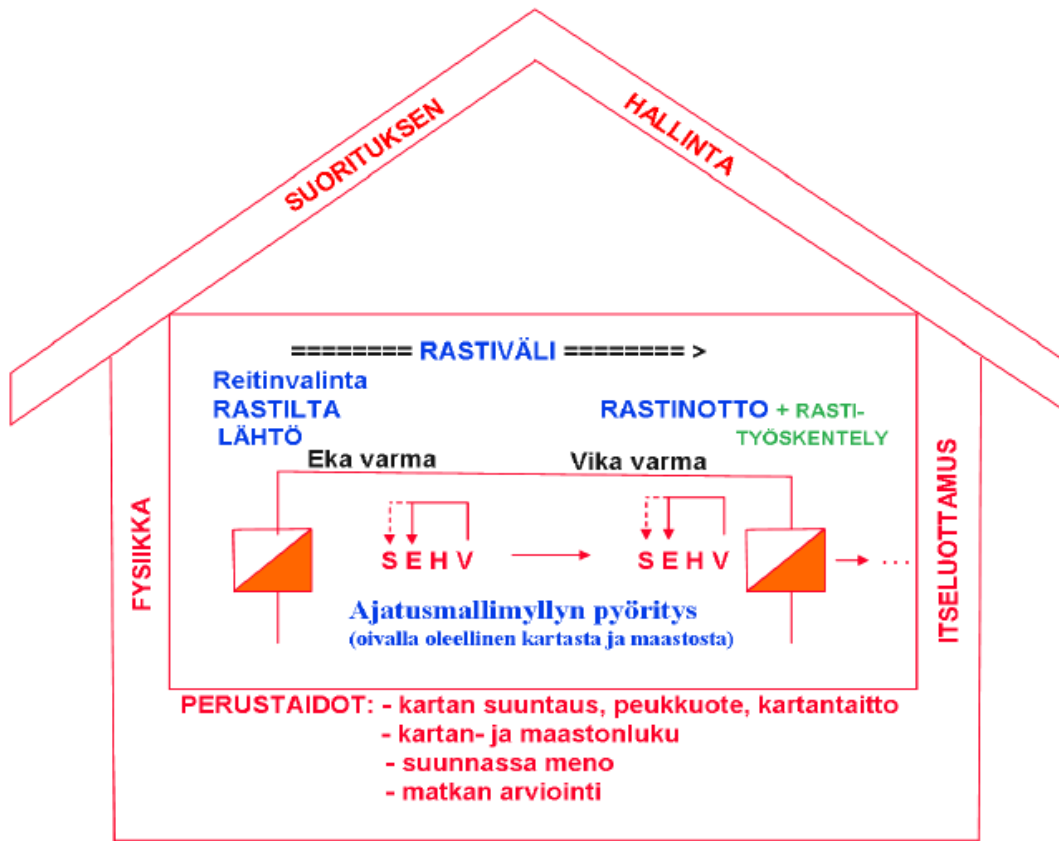 SUORITUKSEN
HALLINTA
======== RASTIVÄLI ======== >
Reitinvalinta
RASTILTA
LÄHTÖ
RASTINOTTO + RASTI-
TYÖSKENTELY
Eka varma
Vika varma
FYSIIKKA
ITSELUOTTAMUS
S E H V
S E H V
...
Ajatusmallimyllyn pyöritys
(oivalla oleellinen kartasta ja maastosta)
PERUSTAIDOT: - kartan suuntaus, peukkuote, kartantaitto
- kartan- ja maastonluku
- suunnassa meno
- matkan arviointi